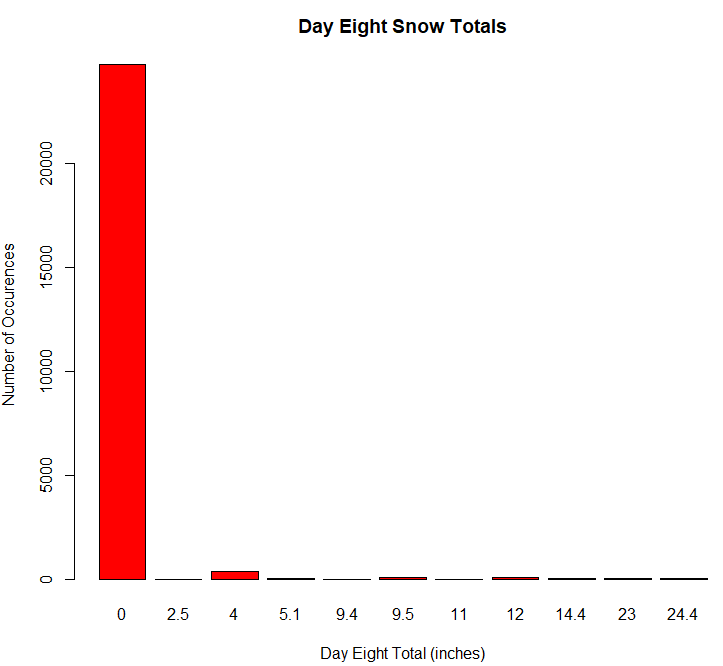 Day Eight Snow Totals
Number of Occurences
20000
15000
10000
5000
0
0 2.5 4 5.1 9.4 9.5 11 12 14.4 23 24.4
Day Eight Total (inches)